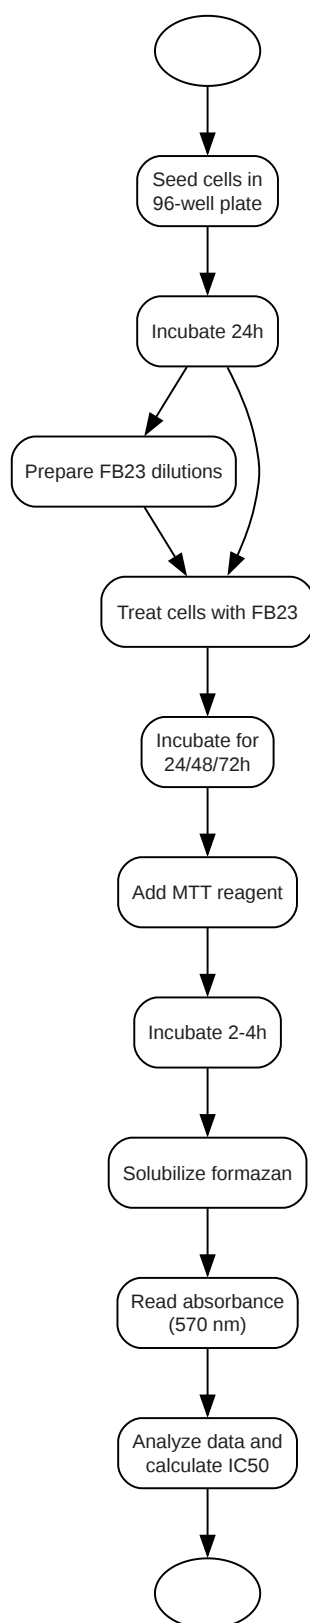 Seed cells in
96-well plate
Incubate 24h
Prepare FB23 dilutions
Treat cells with FB23
Incubate for
24/48/72h
Add MTT reagent
Incubate 2-4h
Solubilize formazan
Read absorbance
(570 nm)
Analyze data and
calculate IC50